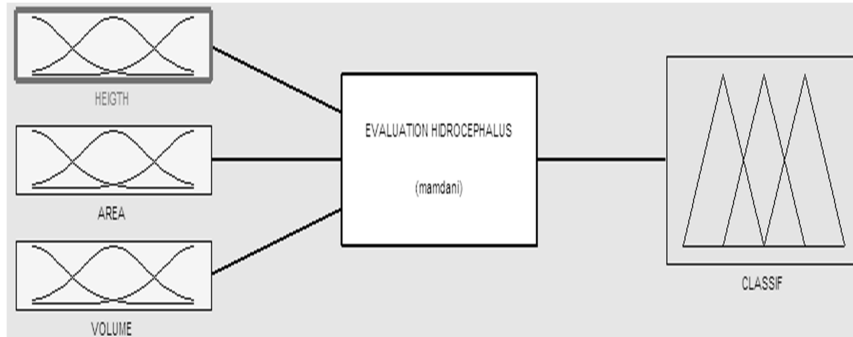 HEIGTH
AREA
VOLUME
EVALUATION HIDROCEPHALUS
(mamdani)
CLASSIF